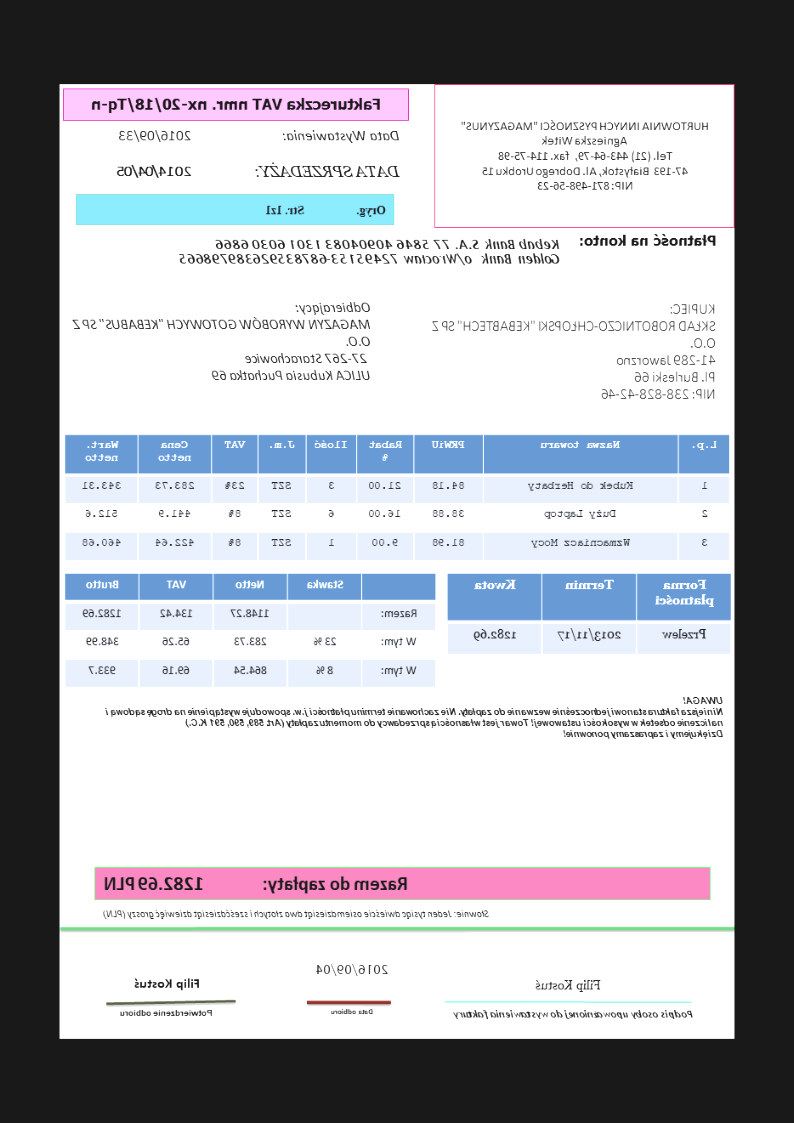 HURTOWNIA INNYCH PYSZNOŚCI "MAGAZYNUS"
Agnieszka Witek
Tel. (21) 443-64-79, fax. 114-75-98
47-193 Białystok, Al. Dobrego Urobku 15
NIP: 871-498-56-23
Faktureczka VAT nmr. nx-20/18/Tq-n
Data Wystawienia: 2016/09/33
DATA SPRZEDAŻY: 2014/04/05
Oryg. Str. 1z1
Płatność na konto: Kebab Bank S.A. 77 5846 40904083 1301 6030 6866
Golden Bank o/Wrocław 72495153-687835926389798665
KUPIEC:
SKŁAD ROBOTNICZO-CHŁOPSKI "KEBABTECH" SP Z
O.O.
41-289 Jaworzno
Pl. Burleski 66
NIP: 238-828-42-46
Odbierający:
MAGAZYN WYROBÓW GOTOWYCH "KEBABUS" SP Z
O.O.
27-267 Starachowice
ULICA Kubusia Puchatka 69
L.p. Nazwa towaru PKWiU Rabat % Ilość J.m. VAT Cena netto Wart. netto
1 Kubek do Herbaty 84.18 21.00 3 SZT 23% 283.73 343.31
2 Duży Laptop 38.88 16.00 6 SZT 8% 441.9 512.6
3 Wzmacniacz Mocy 81.98 9.00 1 SZT 8% 422.64 460.68
Forma płatności Termin Kwota
Przelew 2013/11/17 1282.69
Stawka Netto VAT Brutto
Razem: 1148.27 134.42 1282.69
W tym: 23 % 283.73 65.26 348.99
W tym: 8 % 864.54 69.16 933.7
UWAGA!
Niniejsza faktura stanowi jednocześnie wezwanie do zapłaty. Nie zachowanie terminu płatności j.w. spowoduje wystąpienie na drogę sądową i
naliczenie odsetek w wysokości ustawowej! Towar jest własnością sprzedawcy do momentu zapłaty (Art. 589, 590, 591 K.C.)
Dziękujemy i zapraszamy ponownie!
Razem do zapłaty: 1282.69 PLN
Słownie: Jeden tysiąc dwieście osiemdziesiąt dwa złotych i sześćdziesiąt dziewięć groszy (PLN)
Filip Kostuś
Podpis osoby upoważnionej do wystawienia faktury
2016/09/04
Data odbioru
Filip Kostuś
Potwierdzenie odbioru